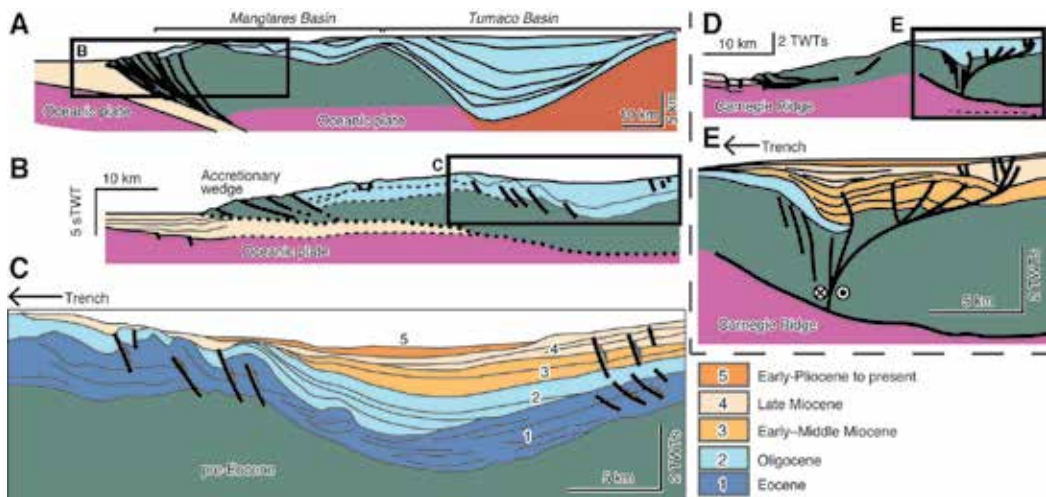 A
Manglares Basin
Tumaco Basin
B
Oceanic plate
Oceanic plate
10 km
D
10 km
2 TWTs
E
Carnegie Ridge
B
10 km
5 sTWT
Accretionary
wedge
C
Oceanic plate
E
Trench
5 km
2 TWTs
Carnegie Ridge
C
Trench
5
4
3
2
1
pre-Eocene
5 km
2 TWTs
5 Early-Pliocene to present
4 Late Miocene
3 Early–Middle Miocene
2 Oligocene
1 Eocene